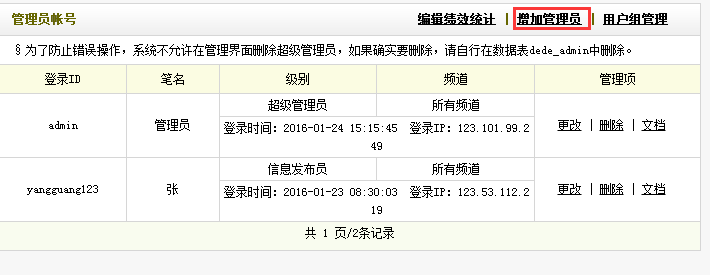 管理员帐号 编辑绩效统计 | 增加管理员 | 用户组管理
§为了防止错误操作，系统不允许在管理界面删除超级管理员，如果确实要删除，请自行在数据表dede_admin中删除。
登录ID 笔名 级别 频道 管理项
超级管理员 所有频道
admin 管理员 登录时间：2016-01-24 15:15:45 登录IP：123.101.99.2 更改 | 删除 | 文档
49
信息发布员 所有频道
yangguang123 张 登录时间：2016-01-23 08:30:03 登录IP：123.53.112.2 更改 | 删除 | 文档
19
共 1 页/2条记录